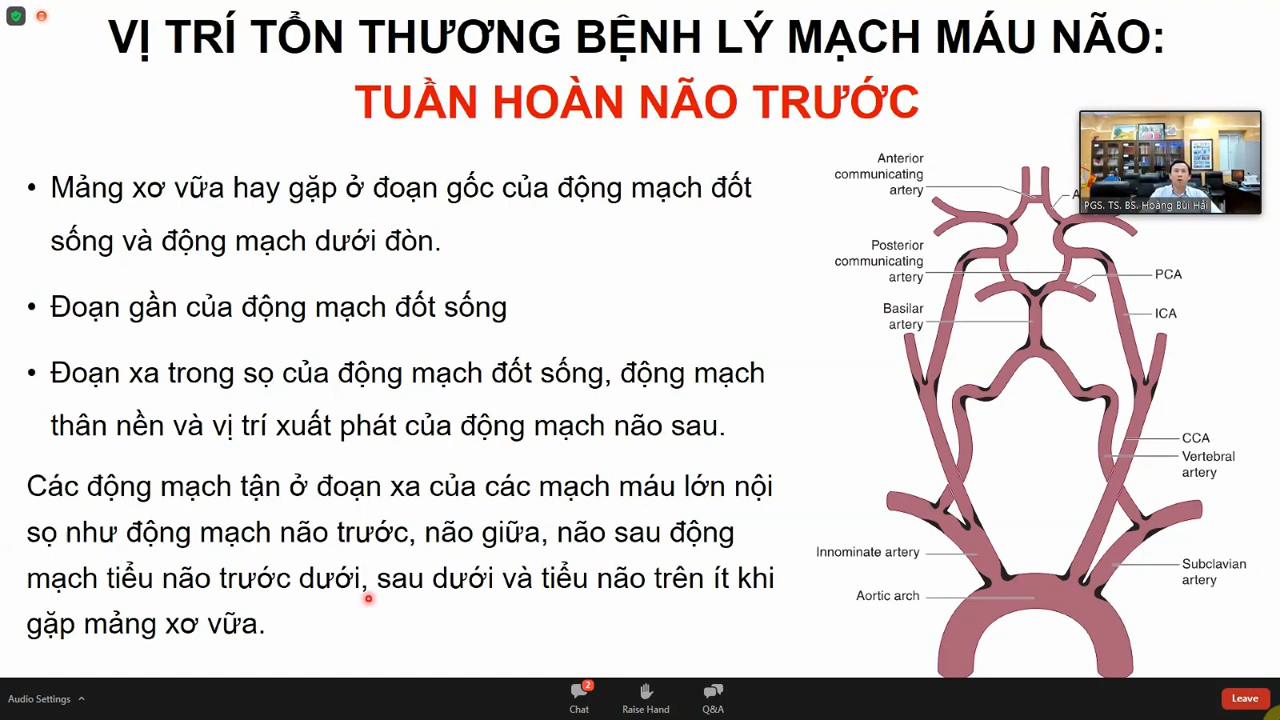 VỊ TRÍ TỔN THƯƠNG BỆNH LÝ MẠCH MÁU NÃO:
TUẦN HOÀN NÃO TRƯỚC
• Mảng xơ vữa hay gặp ở đoạn gốc của động mạch đốt
sống và động mạch dưới đòn.
• Đoạn gần của động mạch đốt sống
• Đoạn xa trong sọ của động mạch đốt sống, động mạch
thân nền và vị trí xuất phát của động mạch não sau.
Các động mạch tận ở đoạn xa của các mạch máu lớn nội
sọ như động mạch não trước, não giữa, não sau động
mạch tiểu não trước dưới, sau dưới và tiểu não trên ít khi
gặp mảng xơ vữa.
Anterior
communicating
artery
Posterior
communicating
artery
Basilar
artery
Innominate artery
Aortic arch
PGS. TS. BS. Hoàng Bùi Hải
PCA
ICA
CCA
Vertebral
artery
Subclavian
artery
Audio Settings
2
Chat
Raise Hand
Q&A
Leave